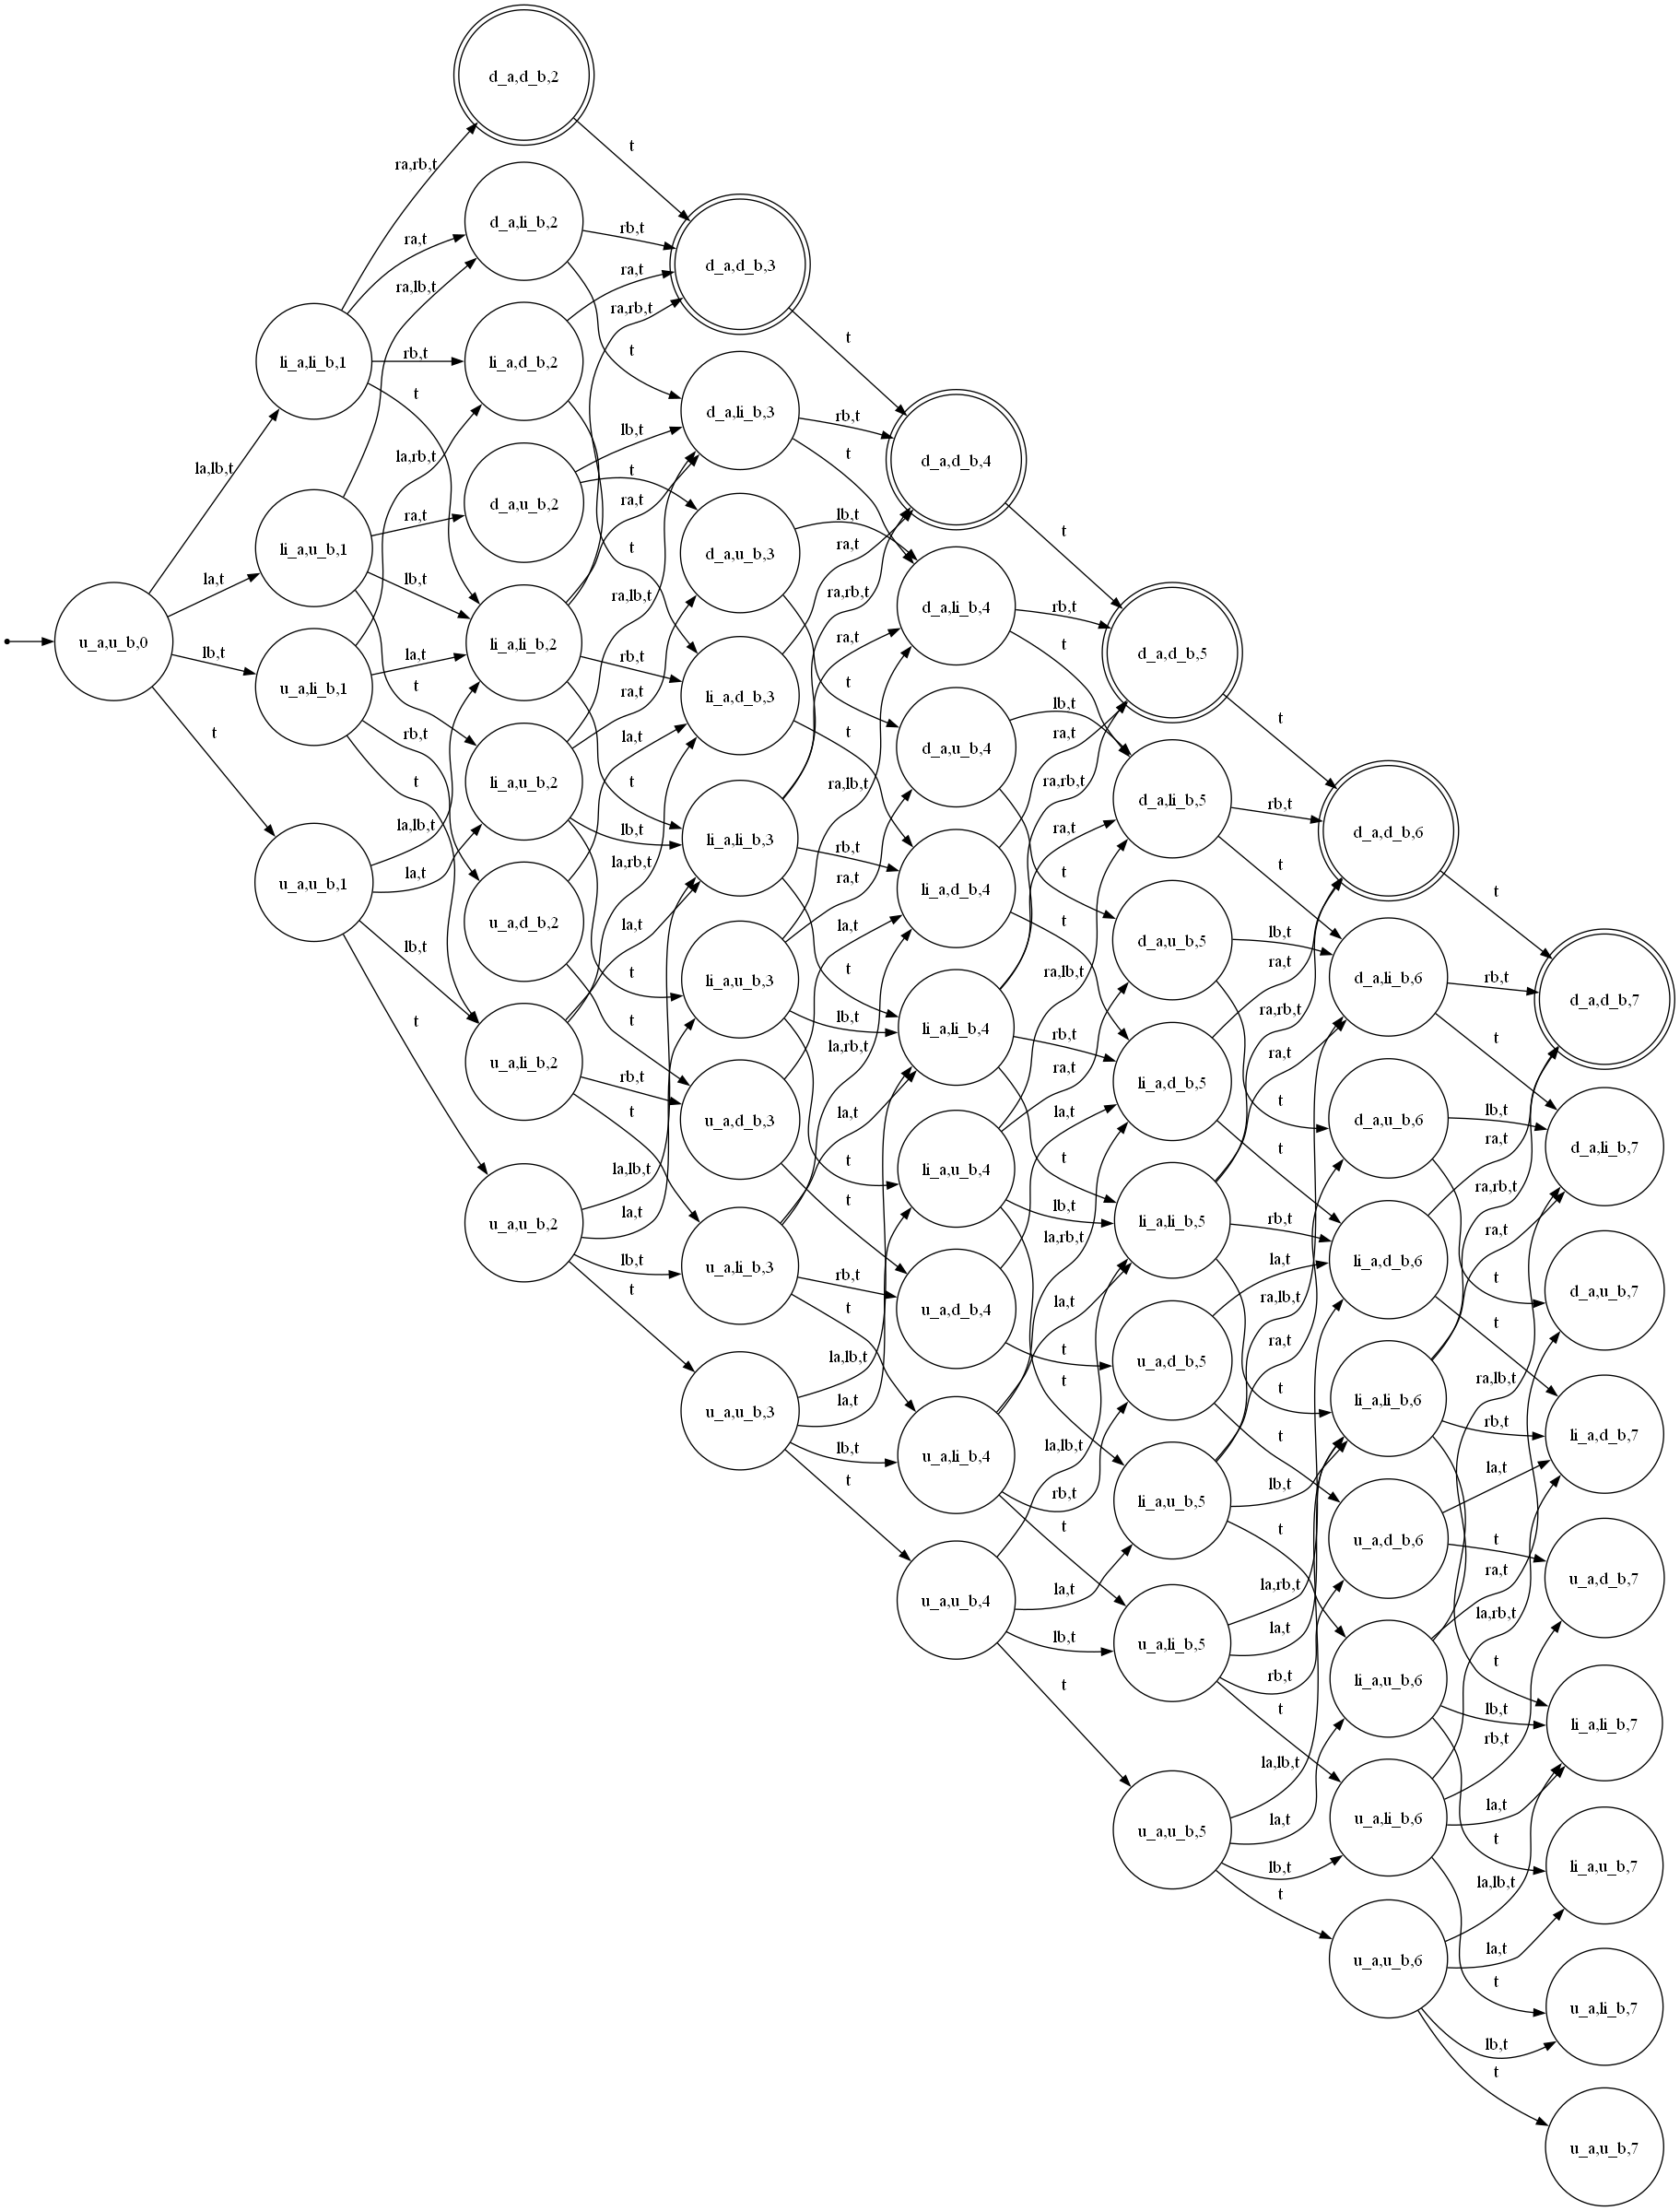 d_a,d_b,2
t
ra,rb,t
d_a,li_b,2
rb,t
ra,t
d_a,d_b,3
ra,t
ra,lb,t
ra,rb,t
t
t
rb,t
li_a,li_b,1
li_a,d_b,2
t
d_a,li_b,3
rb,t
lb,t
la,rb,t
t
d_a,d_b,4
la,lb,t
t
d_a,u_b,2
ra,t
ra,t
lb,t
t
li_a,u_b,1
t
ra,t
d_a,u_b,3
la,t
lb,t
ra,lb,t
ra,rb,t
d_a,li_b,4
rb,t
u_a,u_b,0
lb,t
la,t
li_a,li_b,2
rb,t
ra,t
t
d_a,d_b,5
u_a,li_b,1
t
ra,t
t
li_a,d_b,3
lb,t
t
t
rb,t
la,t
t
ra,t
d_a,u_b,4
t
li_a,u_b,2
t
ra,lb,t
ra,rb,t
d_a,li_b,5
rb,t
la,lb,t
lb,t
li_a,li_b,3
rb,t
ra,t
d_a,d_b,6
la,t
la,rb,t
ra,t
t
t
u_a,li_b,1
u_a,u_b,1
li_a,d_b,4
t
u_a,d_b,2
la,t
la,t
t
d_a,u_b,5
lb,t
lb,t
t
li_a,u_b,3
t
ra,lb,t
ra,t
d_a,li_b,6
rb,t
d_a,d_b,7
t
t
lb,t
li_a,li_b,4
rb,t
ra,rb,t
t
u_a,li_b,2
rb,t
la,rb,t
ra,t
li_a,d_b,5
ra,t
t
t
u_a,d_b,3
la,t
la,t
t
d_a,u_b,6
lb,t
ra,t
d_a,li_b,7
la,lb,t
t
li_a,u_b,4
t
t
ra,rb,t
la,t
u_a,u_b,2
t
lb,t
li_a,li_b,5
rb,t
ra,t
lb,t
u_a,li_b,3
rb,t
la,rb,t
la,t
li_a,d_b,6
t
t
t
u_a,d_b,4
la,t
ra,lb,t
t
d_a,u_b,7
la,lb,t
t
ra,t
t
la,t
u_a,u_b,3
t
u_a,d_b,5
t
li_a,li_b,6
ra,lb,t
lb,t
la,lb,t
t
rb,t
li_a,d_b,7
t
u_a,li_b,4
rb,t
lb,t
la,t
t
li_a,u_b,5
t
u_a,d_b,6
t
u_a,d_b,7
la,t
la,rb,t
ra,t
u_a,u_b,4
lb,t
u_a,li_b,5
la,t
la,rb,t
t
rb,t
li_a,u_b,6
t
t
lb,t
li_a,li_b,7
la,lb,t
rb,t
u_a,u_b,5
la,t
u_a,li_b,6
la,t
lb,t
t
li_a,u_b,7
t
la,lb,t
u_a,u_b,6
la,t
t
u_a,li_b,7
lb,t
t
u_a,u_b,7